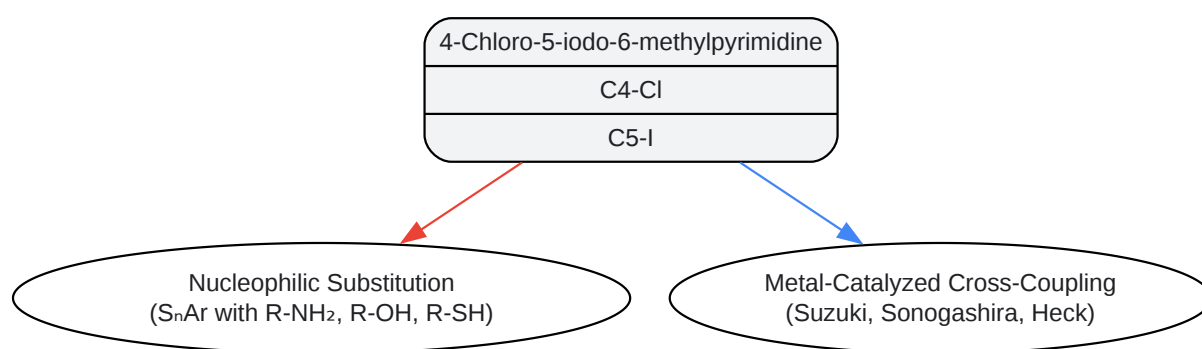 4-Chloro-5-iodo-6-methylpyrimidine
C4-Cl
C5-I
Nucleophilic Substitution
(SₙAr with R-NH₂, R-OH, R-SH)
Metal-Catalyzed Cross-Coupling
(Suzuki, Sonogashira, Heck)